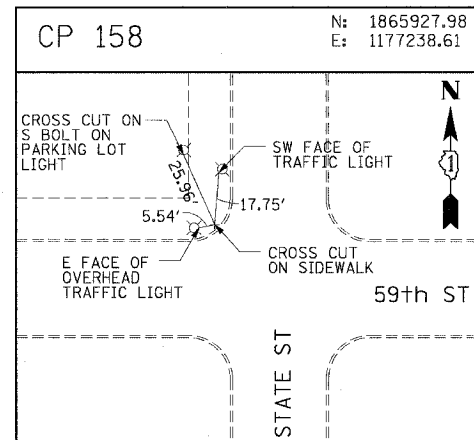 CP 158
N: 1865927.98
E: 1177238.61
N
1
CROSS CUT ON
S BOLT ON
PARKING LOT
LIGHT
SW FACE OF
TRAFFIC LIGHT
25.96'
17.75'
5.54'
E FACE OF
OVERHEAD
TRAFFIC LIGHT
CROSS CUT
ON SIDEWALK
59th ST
STATE ST